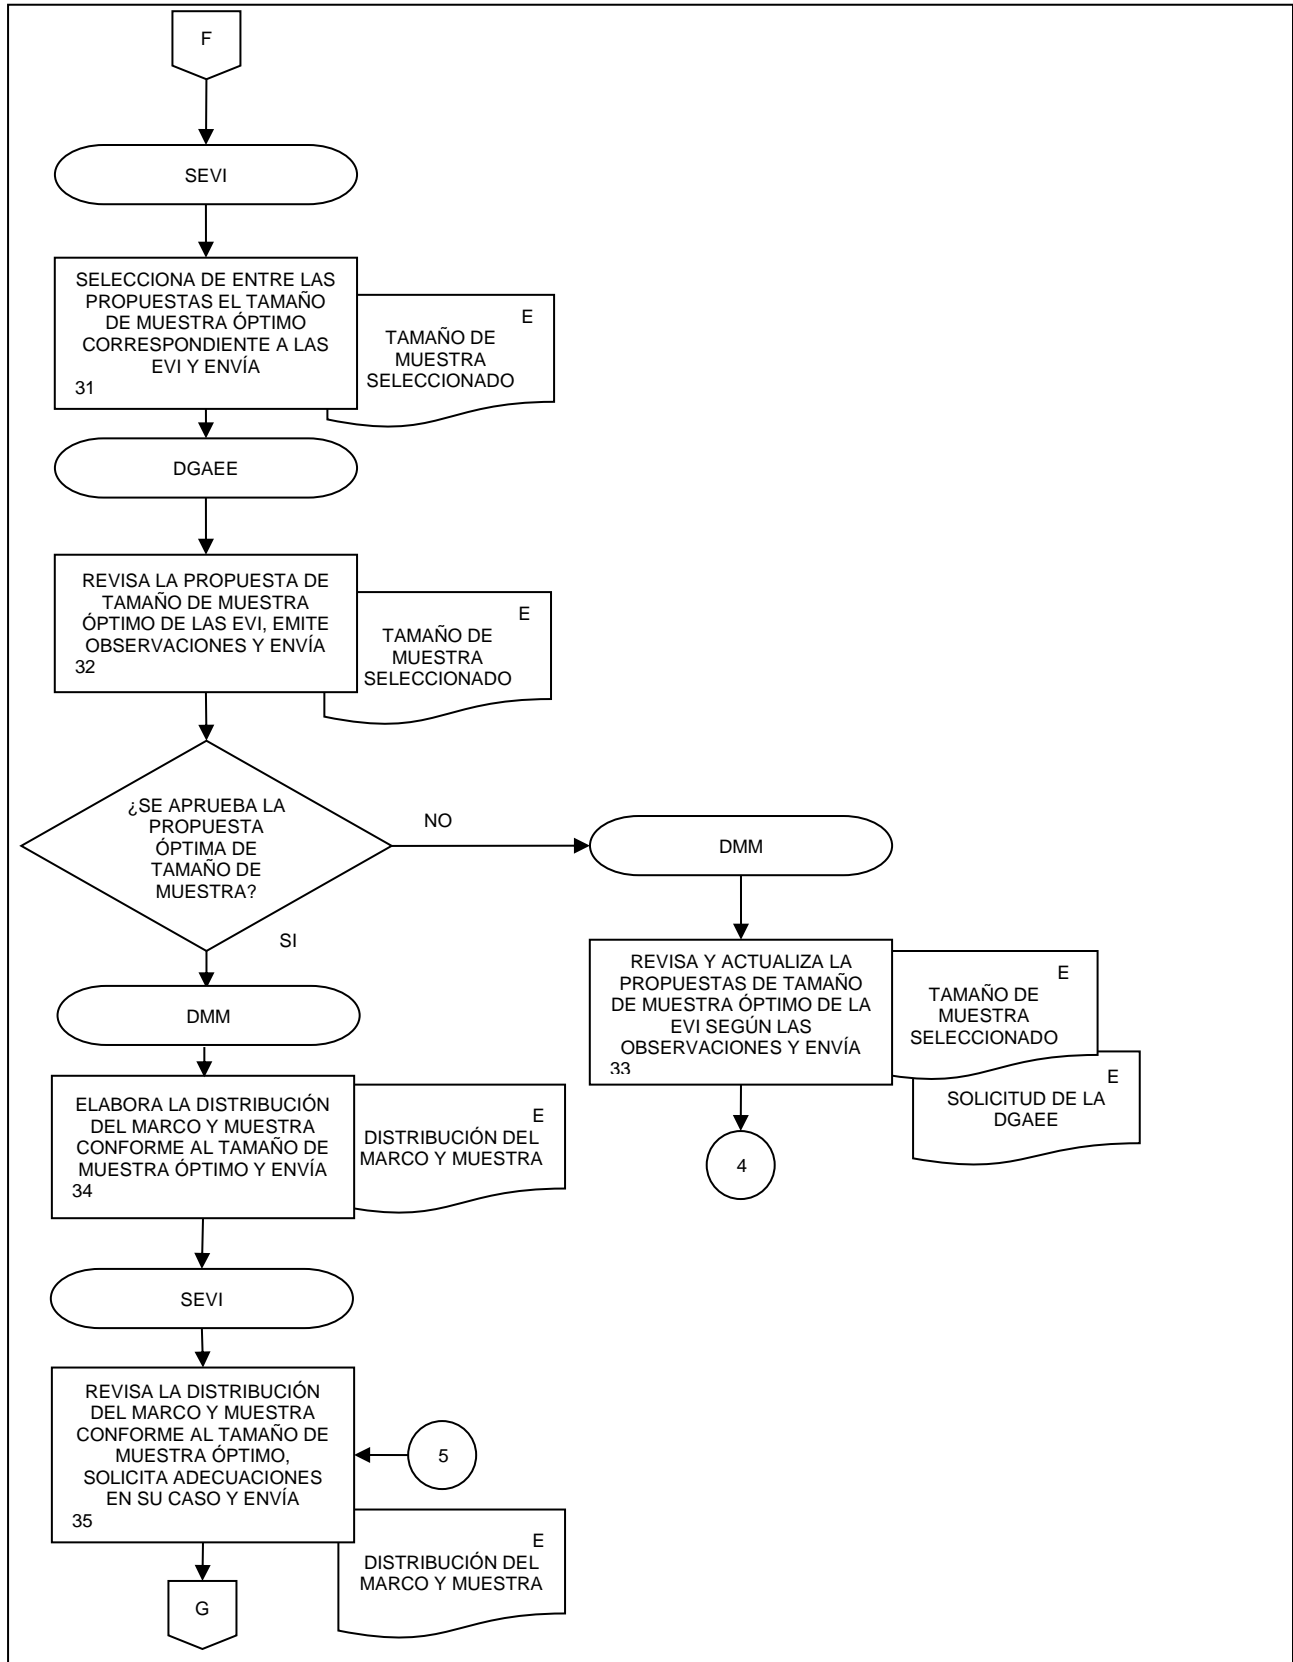 F
SEVI
SELECCIONA DE ENTRE LAS
PROPUESTAS EL TAMAÑO
DE MUESTRA ÓPTIMO
CORRESPONDIENTE A LAS
EVI Y ENVÍA
31
E
TAMAÑO DE
MUESTRA
SELECCIONADO
DGAEE
REVISA LA PROPUESTA DE
TAMAÑO DE MUESTRA
ÓPTIMO DE LAS EVI, EMITE
OBSERVACIONES Y ENVÍA
32
E
TAMAÑO DE
MUESTRA
SELECCIONADO
¿SE APRUEBA LA
PROPUESTA
ÓPTIMA DE
TAMAÑO DE
MUESTRA?
NO
DMM
REVISA Y ACTUALIZA LA
PROPUESTAS DE TAMAÑO
DE MUESTRA ÓPTIMO DE LA
EVI SEGÚN LAS
OBSERVACIONES Y ENVÍA
33
E
TAMAÑO DE
MUESTRA
SELECCIONADO
E
SOLICITUD DE LA
DGAEE
4
SI
DMM
ELABORA LA DISTRIBUCIÓN
DEL MARCO Y MUESTRA
CONFORME AL TAMAÑO DE
MUESTRA ÓPTIMO Y ENVÍA
34
E
DISTRIBUCIÓN DEL
MARCO Y MUESTRA
SEVI
REVISA LA DISTRIBUCIÓN
DEL MARCO Y MUESTRA
CONFORME AL TAMAÑO DE
MUESTRA ÓPTIMO,
SOLICITA ADECUACIONES
EN SU CASO Y ENVÍA
35
5
E
DISTRIBUCIÓN DEL
MARCO Y MUESTRA
G